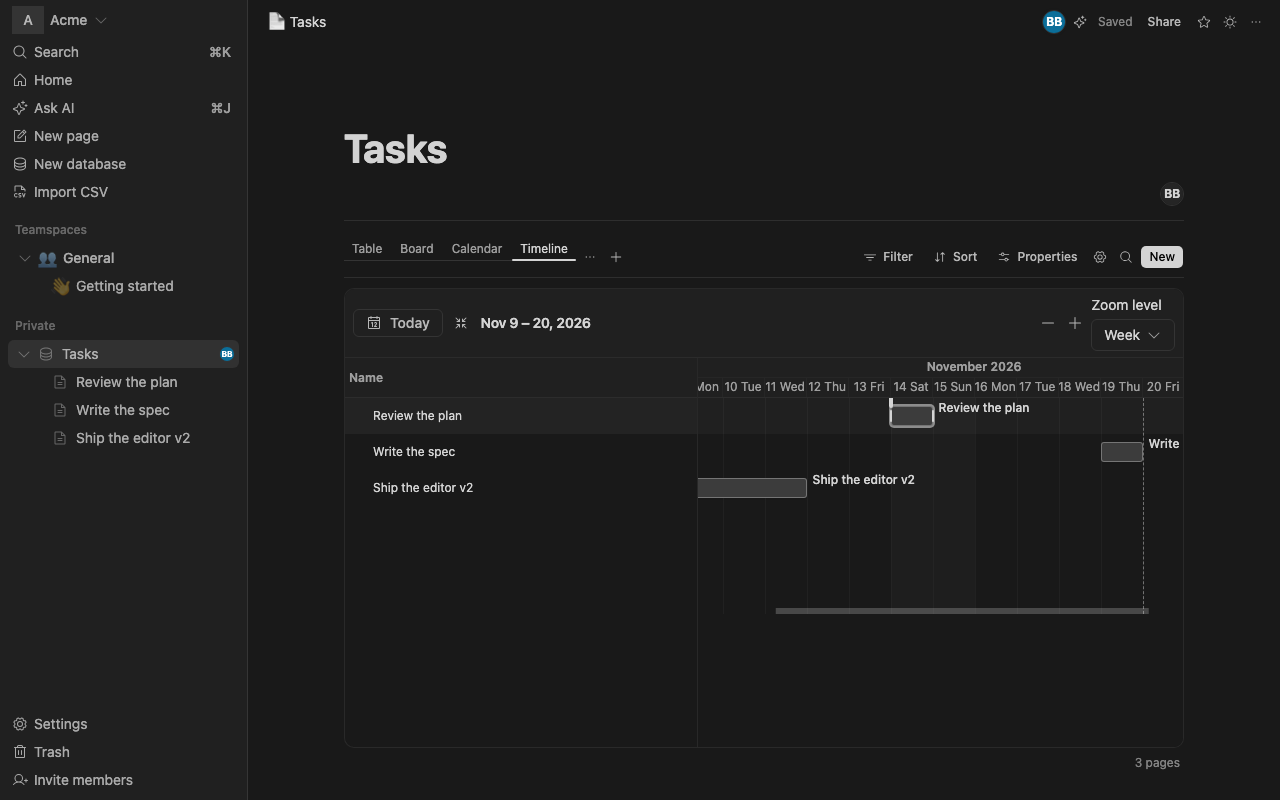 A Acme
Search ⌘K
Home
Ask AI ⌘J
New page
New database
Import CSV
Teamspaces
General
Getting started
Private
Tasks BB
Review the plan
Write the spec
Ship the editor v2
Settings
Trash
Invite members
Tasks
BB Saved Share
Tasks
BB
Table Board Calendar Timeline
Filter Sort Properties New
Today Nov 9 – 20, 2026
Zoom level
Week
Name
November 2026
Mon 10 Tue 11 Wed 12 Thu 13 Fri 14 Sat 15 Sun 16 Mon 17 Tue 18 Wed 19 Thu 20 Fri
Review the plan Review the plan
Write the spec Write
Ship the editor v2 Ship the editor v2
3 pages